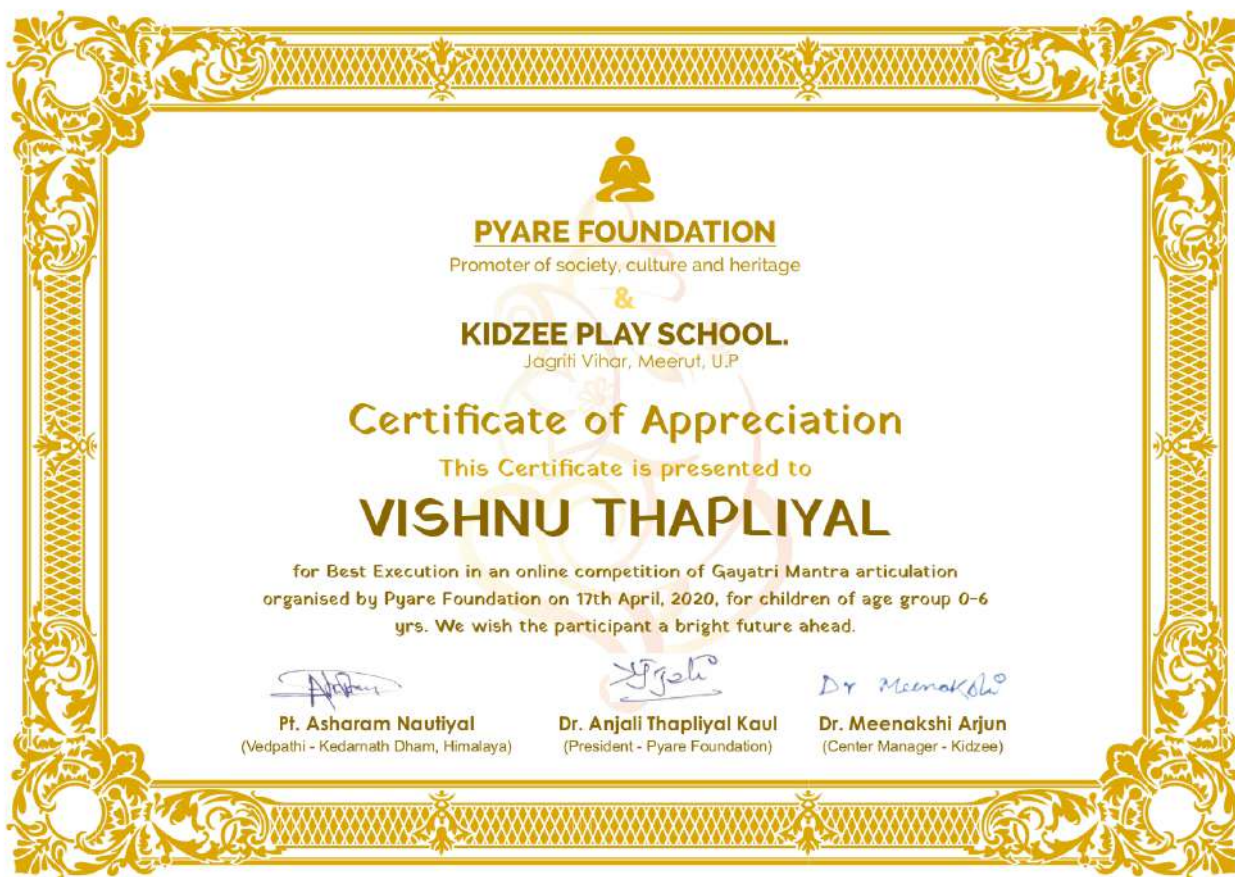 PYARE FOUNDATION
Promoter of society, culture and heritage
&
KIDZEE PLAY SCHOOL.
Jagriti Vihar, Meerut, U.P
Certificate of Appreciation
This Certificate is presented to
VISHNU THAPLIYAL
for Best Execution in an online competition of Gayatri Mantra articulation
organised by Pyare Foundation on 17th April, 2020, for children of age group 0-6
yrs. We wish the participant a bright future ahead.
Dr Meenakshi
Pt. Asharam Nautiyal Dr. Anjali Thapliyal Kaul Dr. Meenakshi Arjun
(Vedpathi - Kedarnath Dham, Himalaya) (President - Pyare Foundation) (Center Manager - Kidzee)